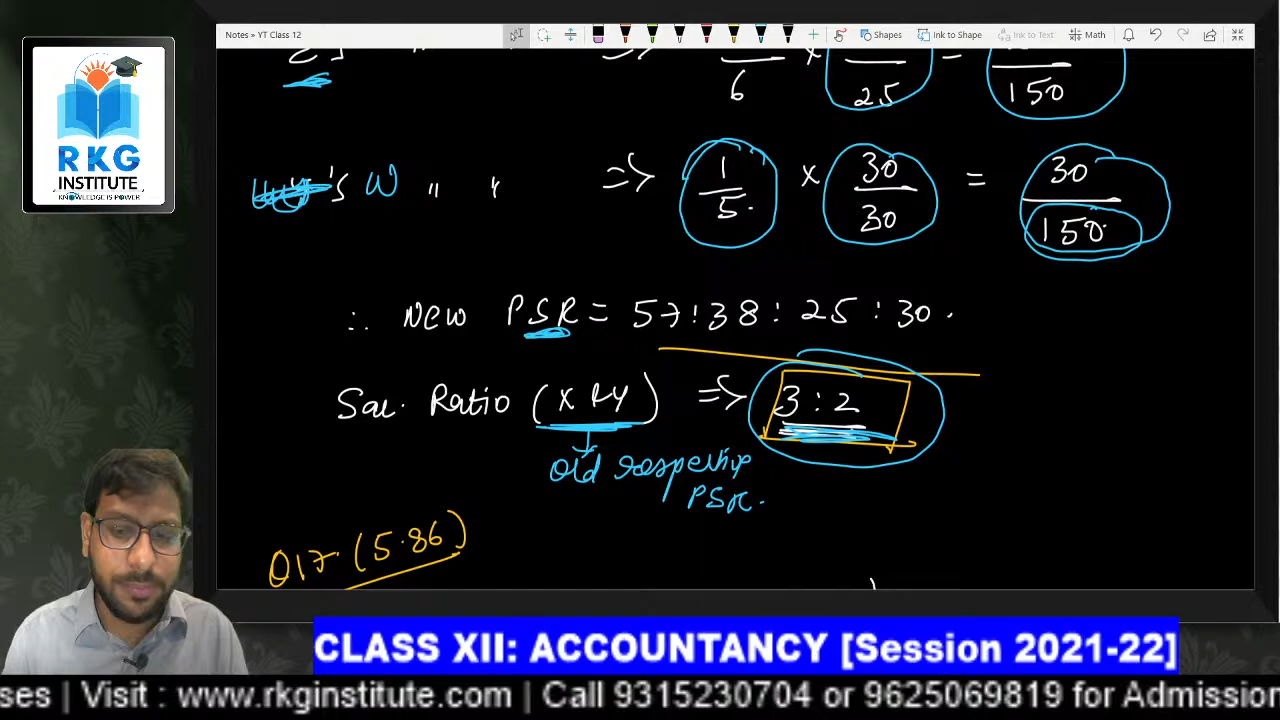 Notes » YT Class 12
Shapes Ink to Shape Ink to Text Math
RKG
INSTITUTE
KNOWLEDGE IS POWER
⇒ 6 × 25 = 150
's W " " ⇒ 1/5 × 30/30 = 30/150
∴ New PSR = 57:38:25:30.
Sac. Ratio (X & Y) ⇒ 3:2
old respective
PSR.
Q17. (5.86)
CLASS XII: ACCOUNTANCY [Session 2021-22]
ses | Visit : www.rkginstitute.com | Call 9315230704 or 9625069819 for Admission